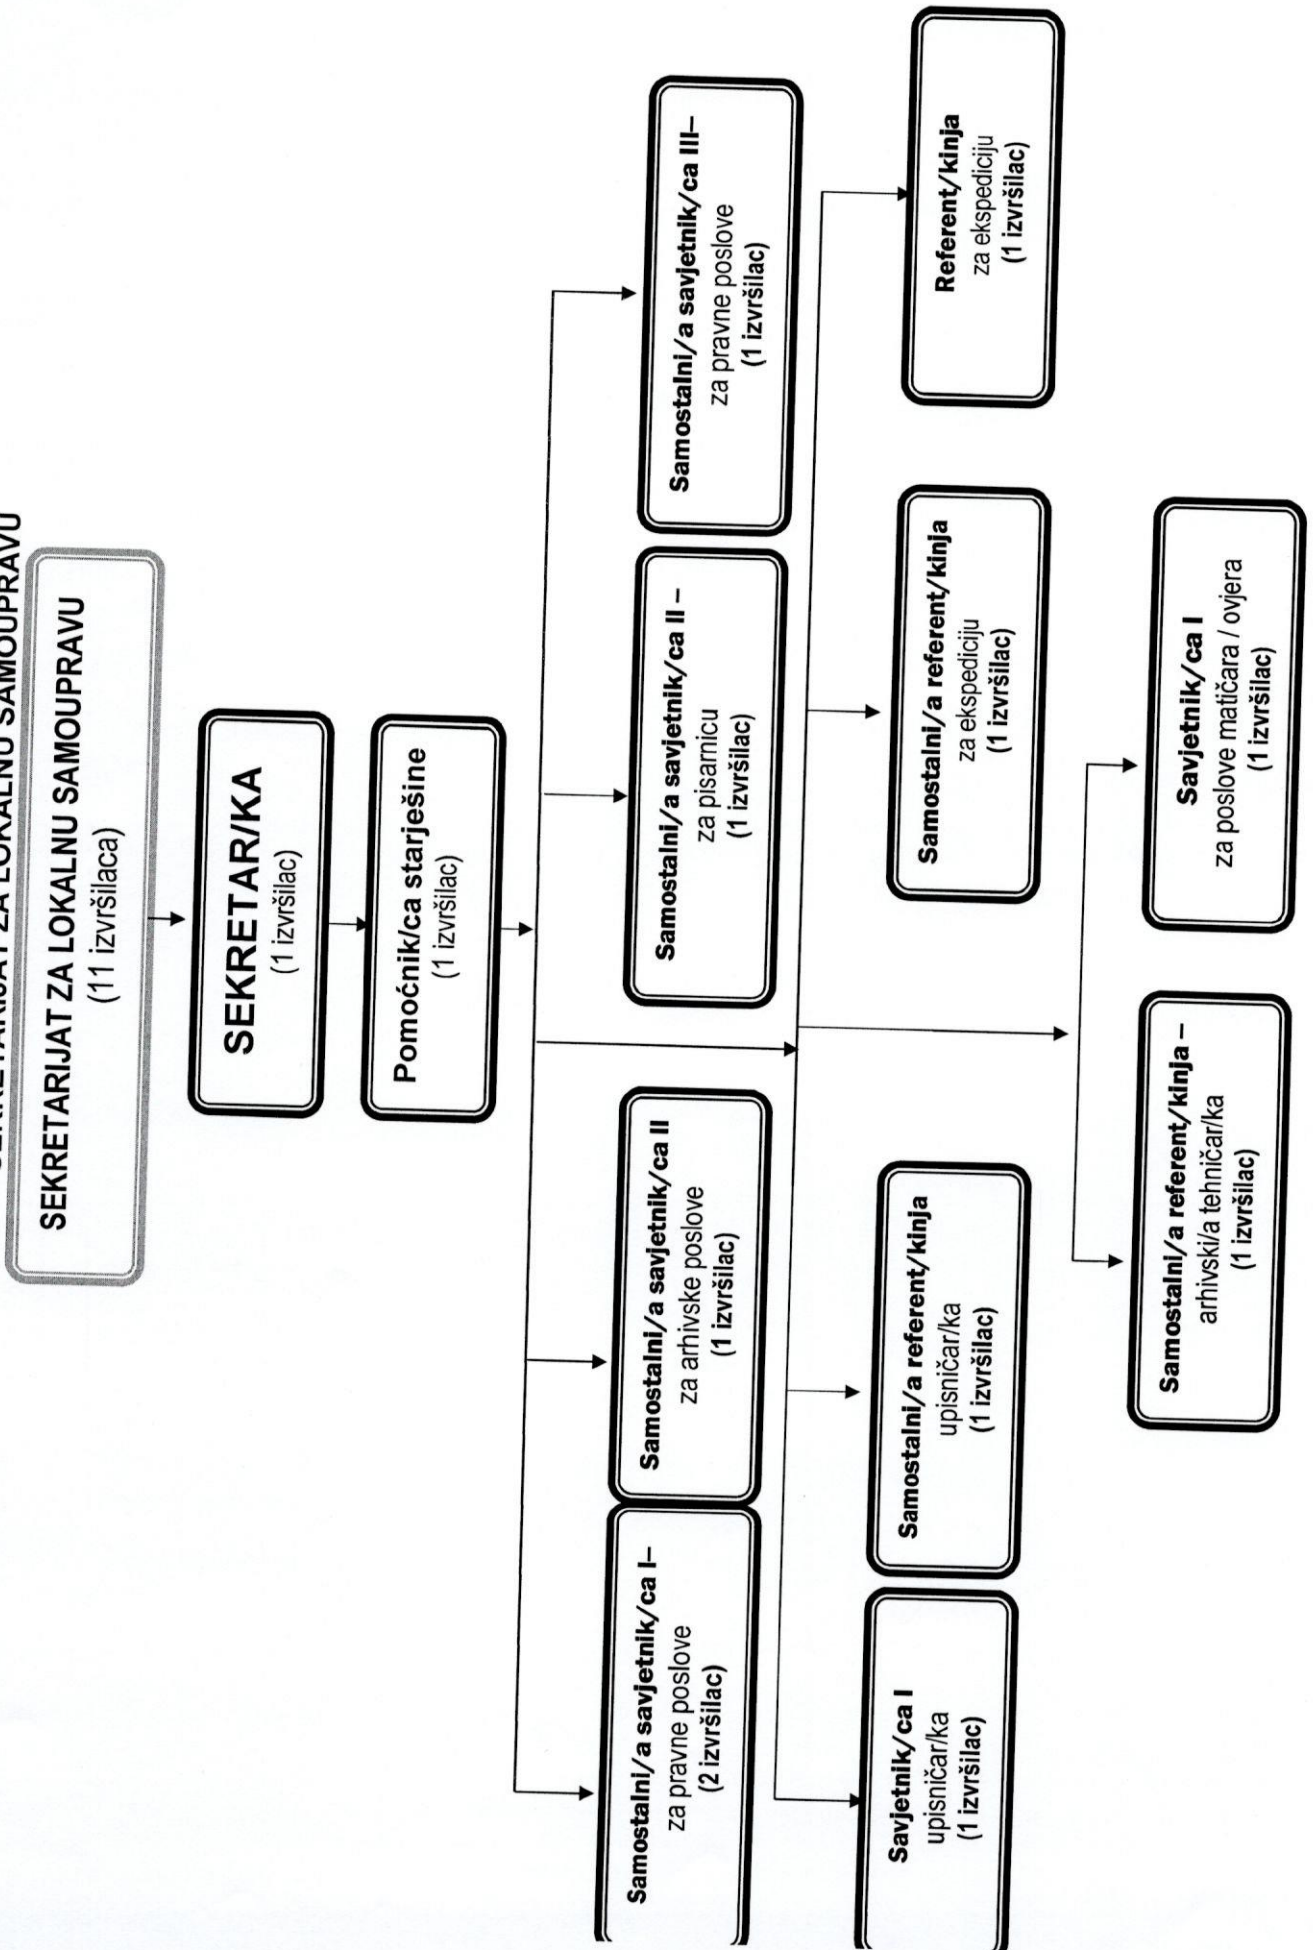 SEKRETARIJAT ZA LOKALNU SAMOUPRAVU
SEKRETARIJAT ZA LOKALNU SAMOUPRAVU
(11 izvršilaca)
SEKRETAR/KA
(1 izvršilac)
Pomoćnik/ca starješine
(1 izvršilac)
Samostalni/a savjetnik/ca I–
za pravne poslove
(2 izvršilac)
Samostalni/a savjetnik/ca II
za arhivske poslove
(1 izvršilac)
Samostalni/a savjetnik/ca II –
za pisarnicu
(1 izvršilac)
Samostalni/a savjetnik/ca III–
za pravne poslove
(1 izvršilac)
Savjetnik/ca I
upisničar/ka
(1 izvršilac)
Samostalni/a referent/kinja
upisničar/ka
(1 izvršilac)
Samostalni/a referent/kinja
za ekspediciju
(1 izvršilac)
Referent/kinja
za ekspediciju
(1 izvršilac)
Samostalni/a referent/kinja –
arhivski/a tehničar/ka
(1 izvršilac)
Savjetnik/ca I
za poslove matičara / ovjera
(1 izvršilac)